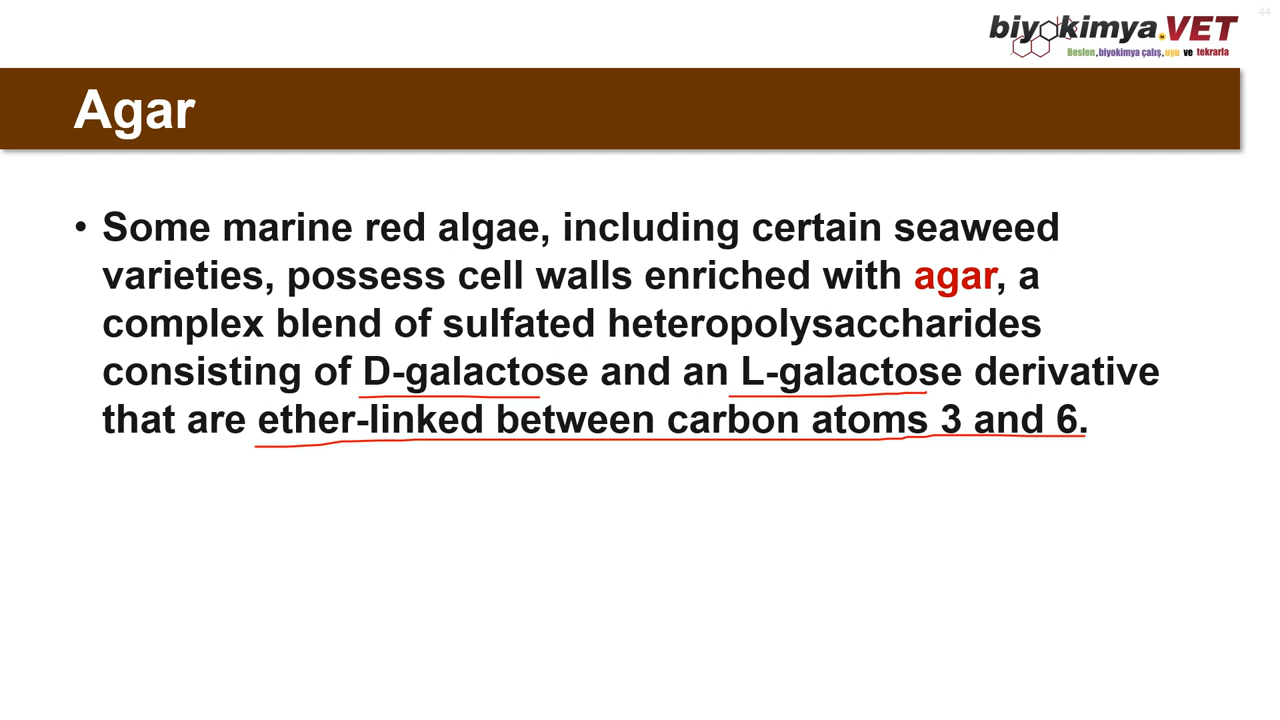 44
biyokimya.VET
Beslen,biyokimya çalış,uyu ve tekrarla
Agar
• Some marine red algae, including certain seaweed
varieties, possess cell walls enriched with agar, a
complex blend of sulfated heteropolysaccharides
consisting of D-galactose and an L-galactose derivative
that are ether-linked between carbon atoms 3 and 6.